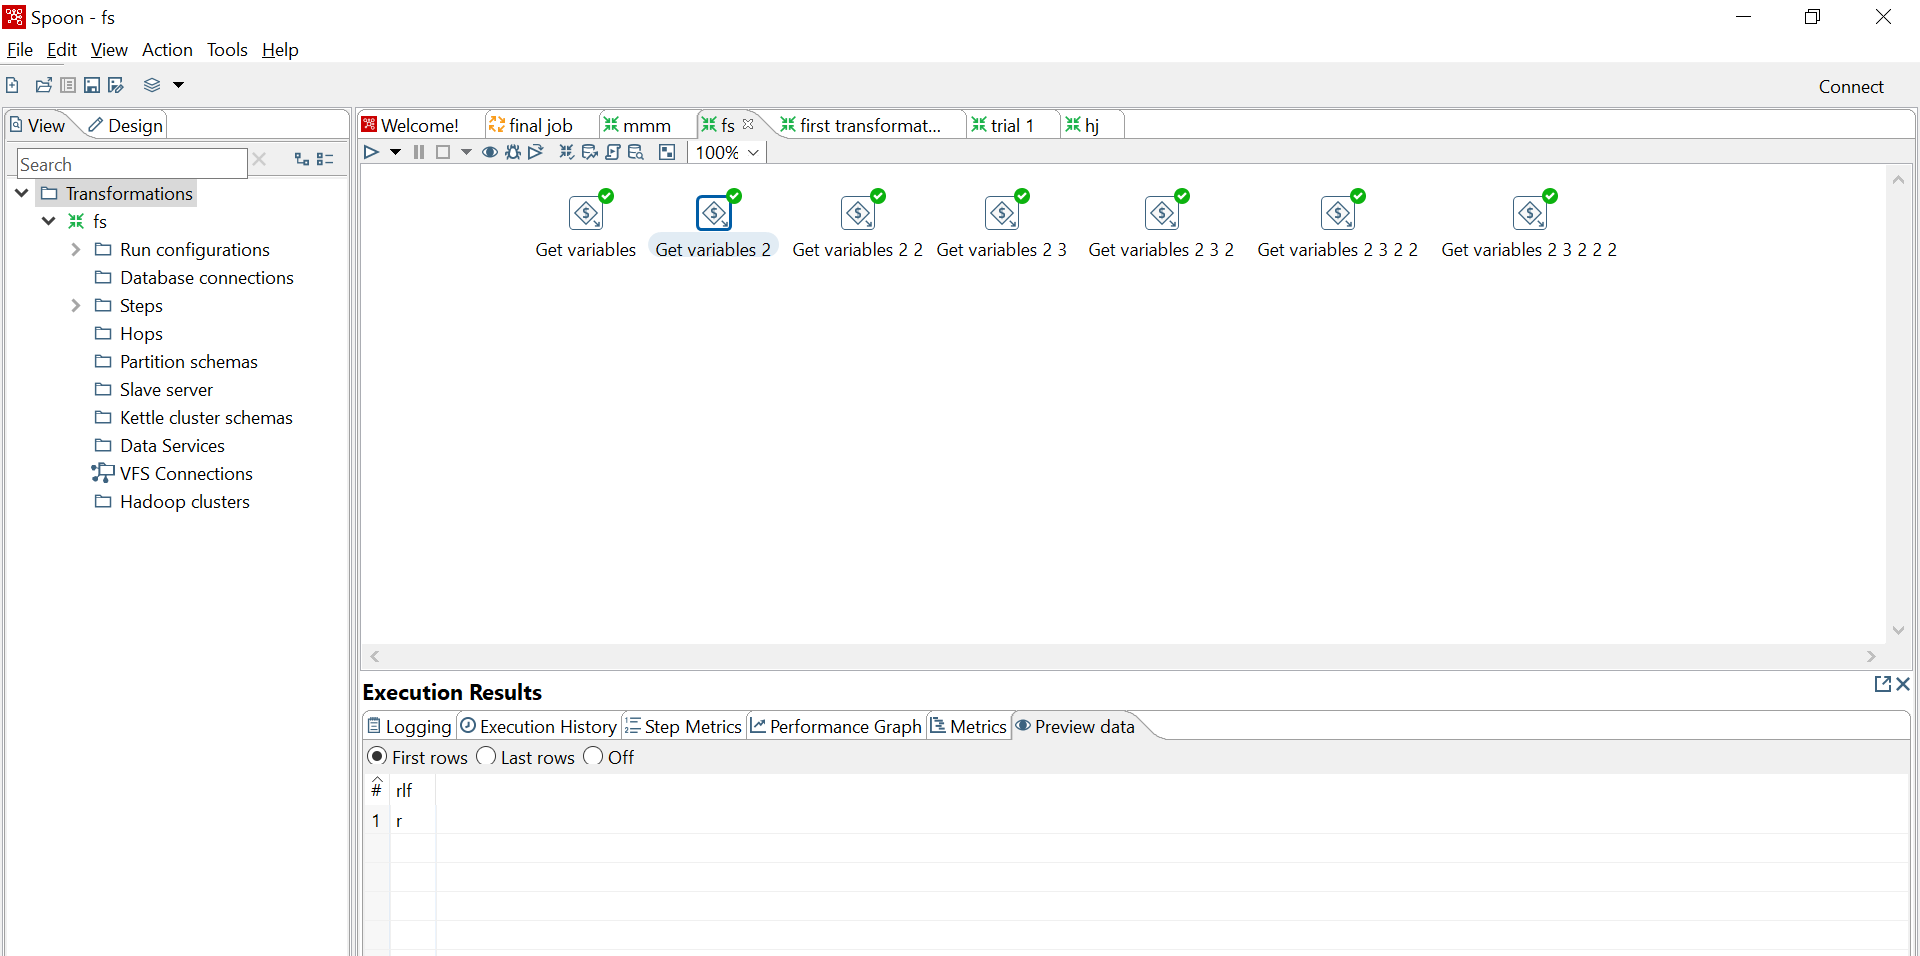 Spoon - fs
File Edit View Action Tools Help
Connect
View Design
Welcome! final job mmm fs first transformat... trial 1 hj
100%
Search
Transformations
fs
Run configurations
Database connections
Steps
Hops
Partition schemas
Slave server
Kettle cluster schemas
Data Services
VFS Connections
Hadoop clusters
Get variables Get variables 2 Get variables 2 2 Get variables 2 3 Get variables 2 3 2 Get variables 2 3 2 2 Get variables 2 3 2 2 2
Execution Results
Logging Execution History Step Metrics Performance Graph Metrics Preview data
First rows Last rows Off
# rlf
1 r